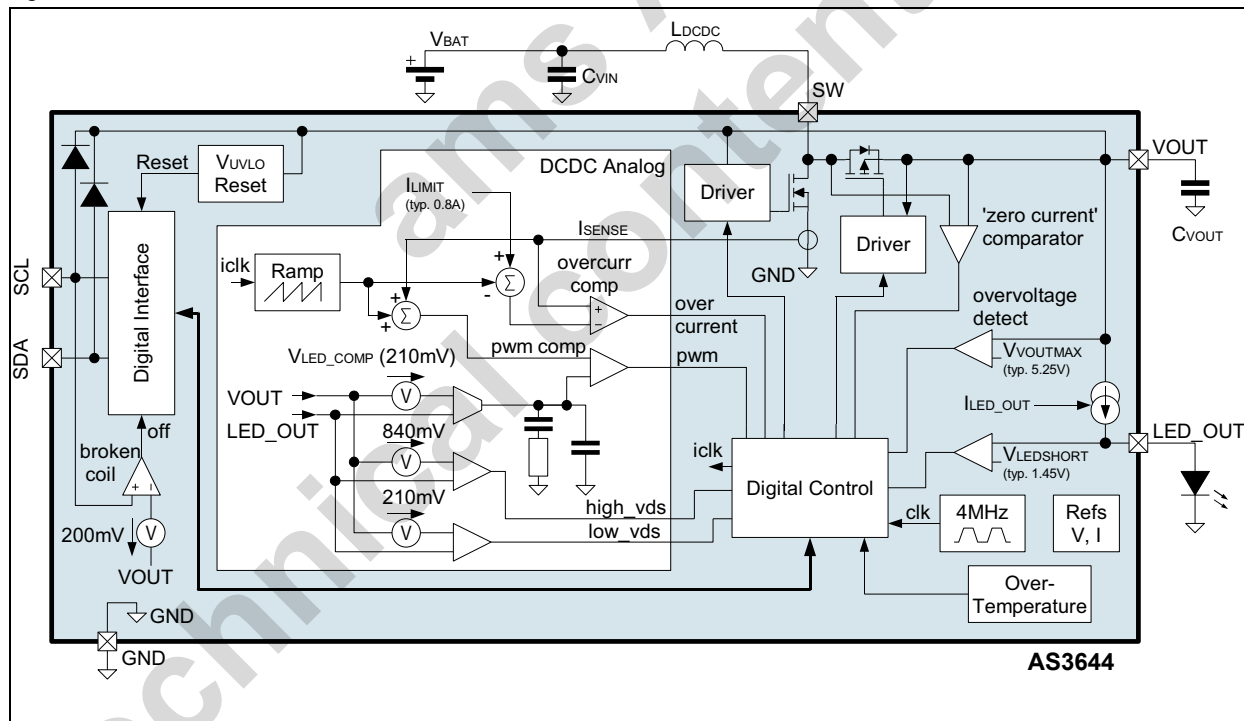 VBAT
LDCDC
CVIN
SW
Reset
VUVLO
Reset
DCDC Analog
ILIMIT
(typ. 0.8A)
ISENSE
Driver
Driver
GND
VOUT
CVOUT
'zero current'
comparator
SCL
SDA
Digital Interface
iclk
Ramp
+
-
Σ
+
+
Σ
overcurr
comp
+
−
over
current
pwm comp
pwm
overvoltage
detect
VVOUTMAX
(typ. 5.25V)
VLED_COMP (210mV)
VOUT
LED_OUT
V
840mV
V
210mV
V
high_vds
low_vds
ILED_OUT
LED_OUT
VLEDSHORT
(typ. 1.45V)
iclk
Digital Control
clk
4MHz
Refs
V, I
Over-
Temperature
off
broken
coil
+ −
200mV
V
VOUT
GND
GND
AS3644
ams A
technical content